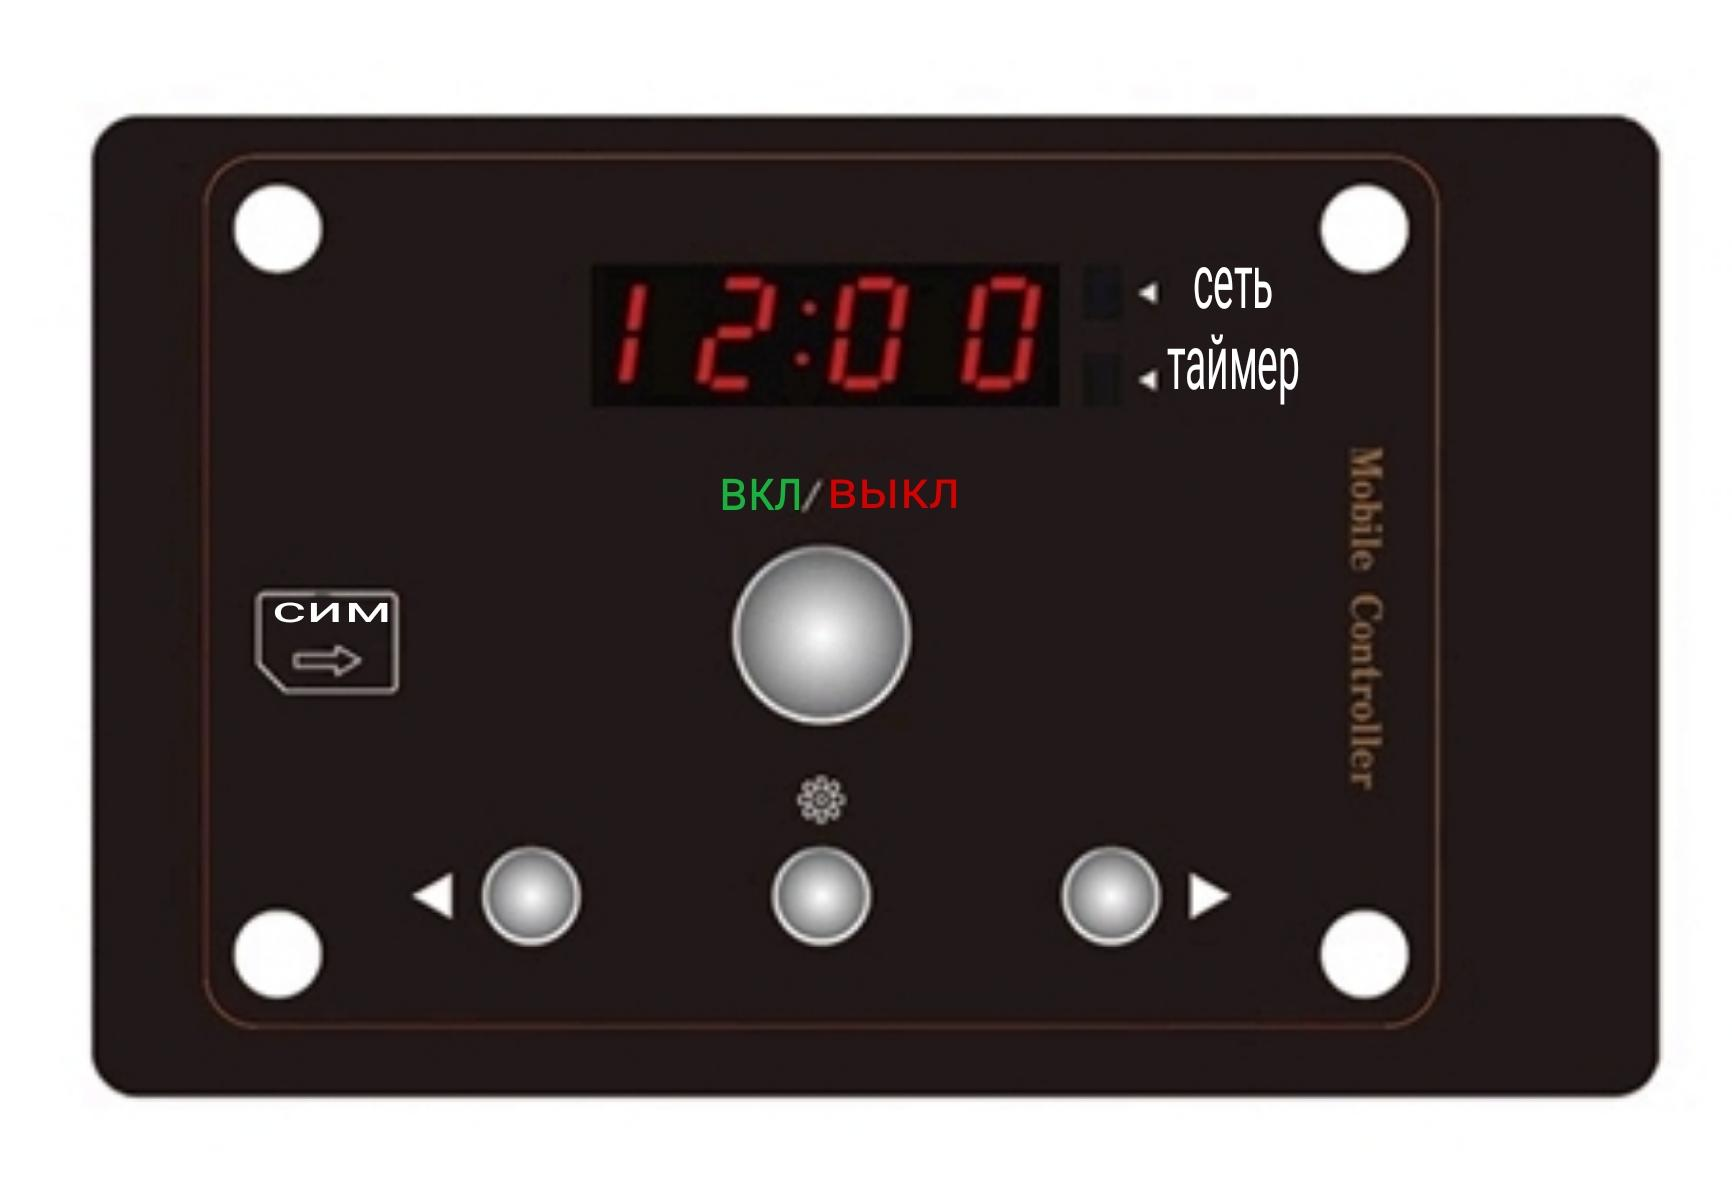 12:00
сеть
таймер
ВКЛ/ВЫКЛ
СИМ
Mobile Controller